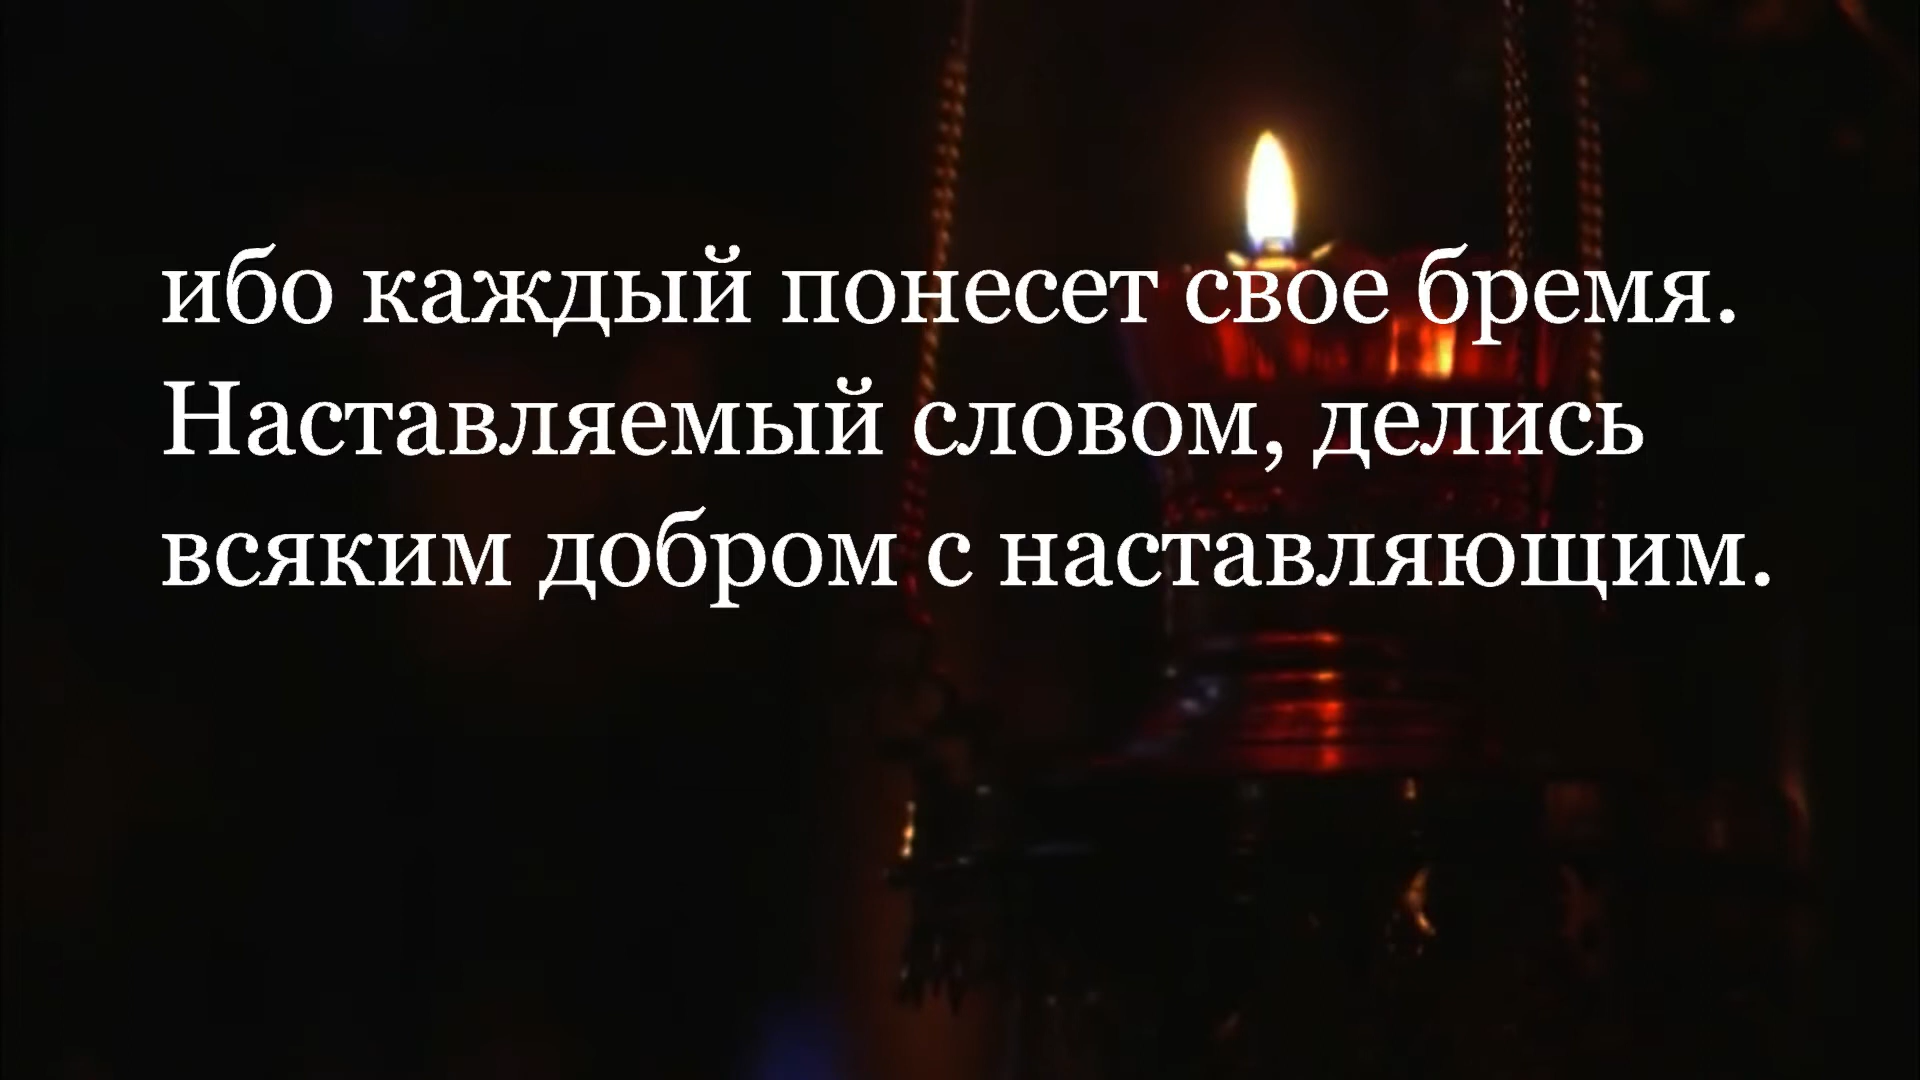 ибо каждый понесет свое бремя.
Наставляемый словом, делись
всяким добром с наставляющим.